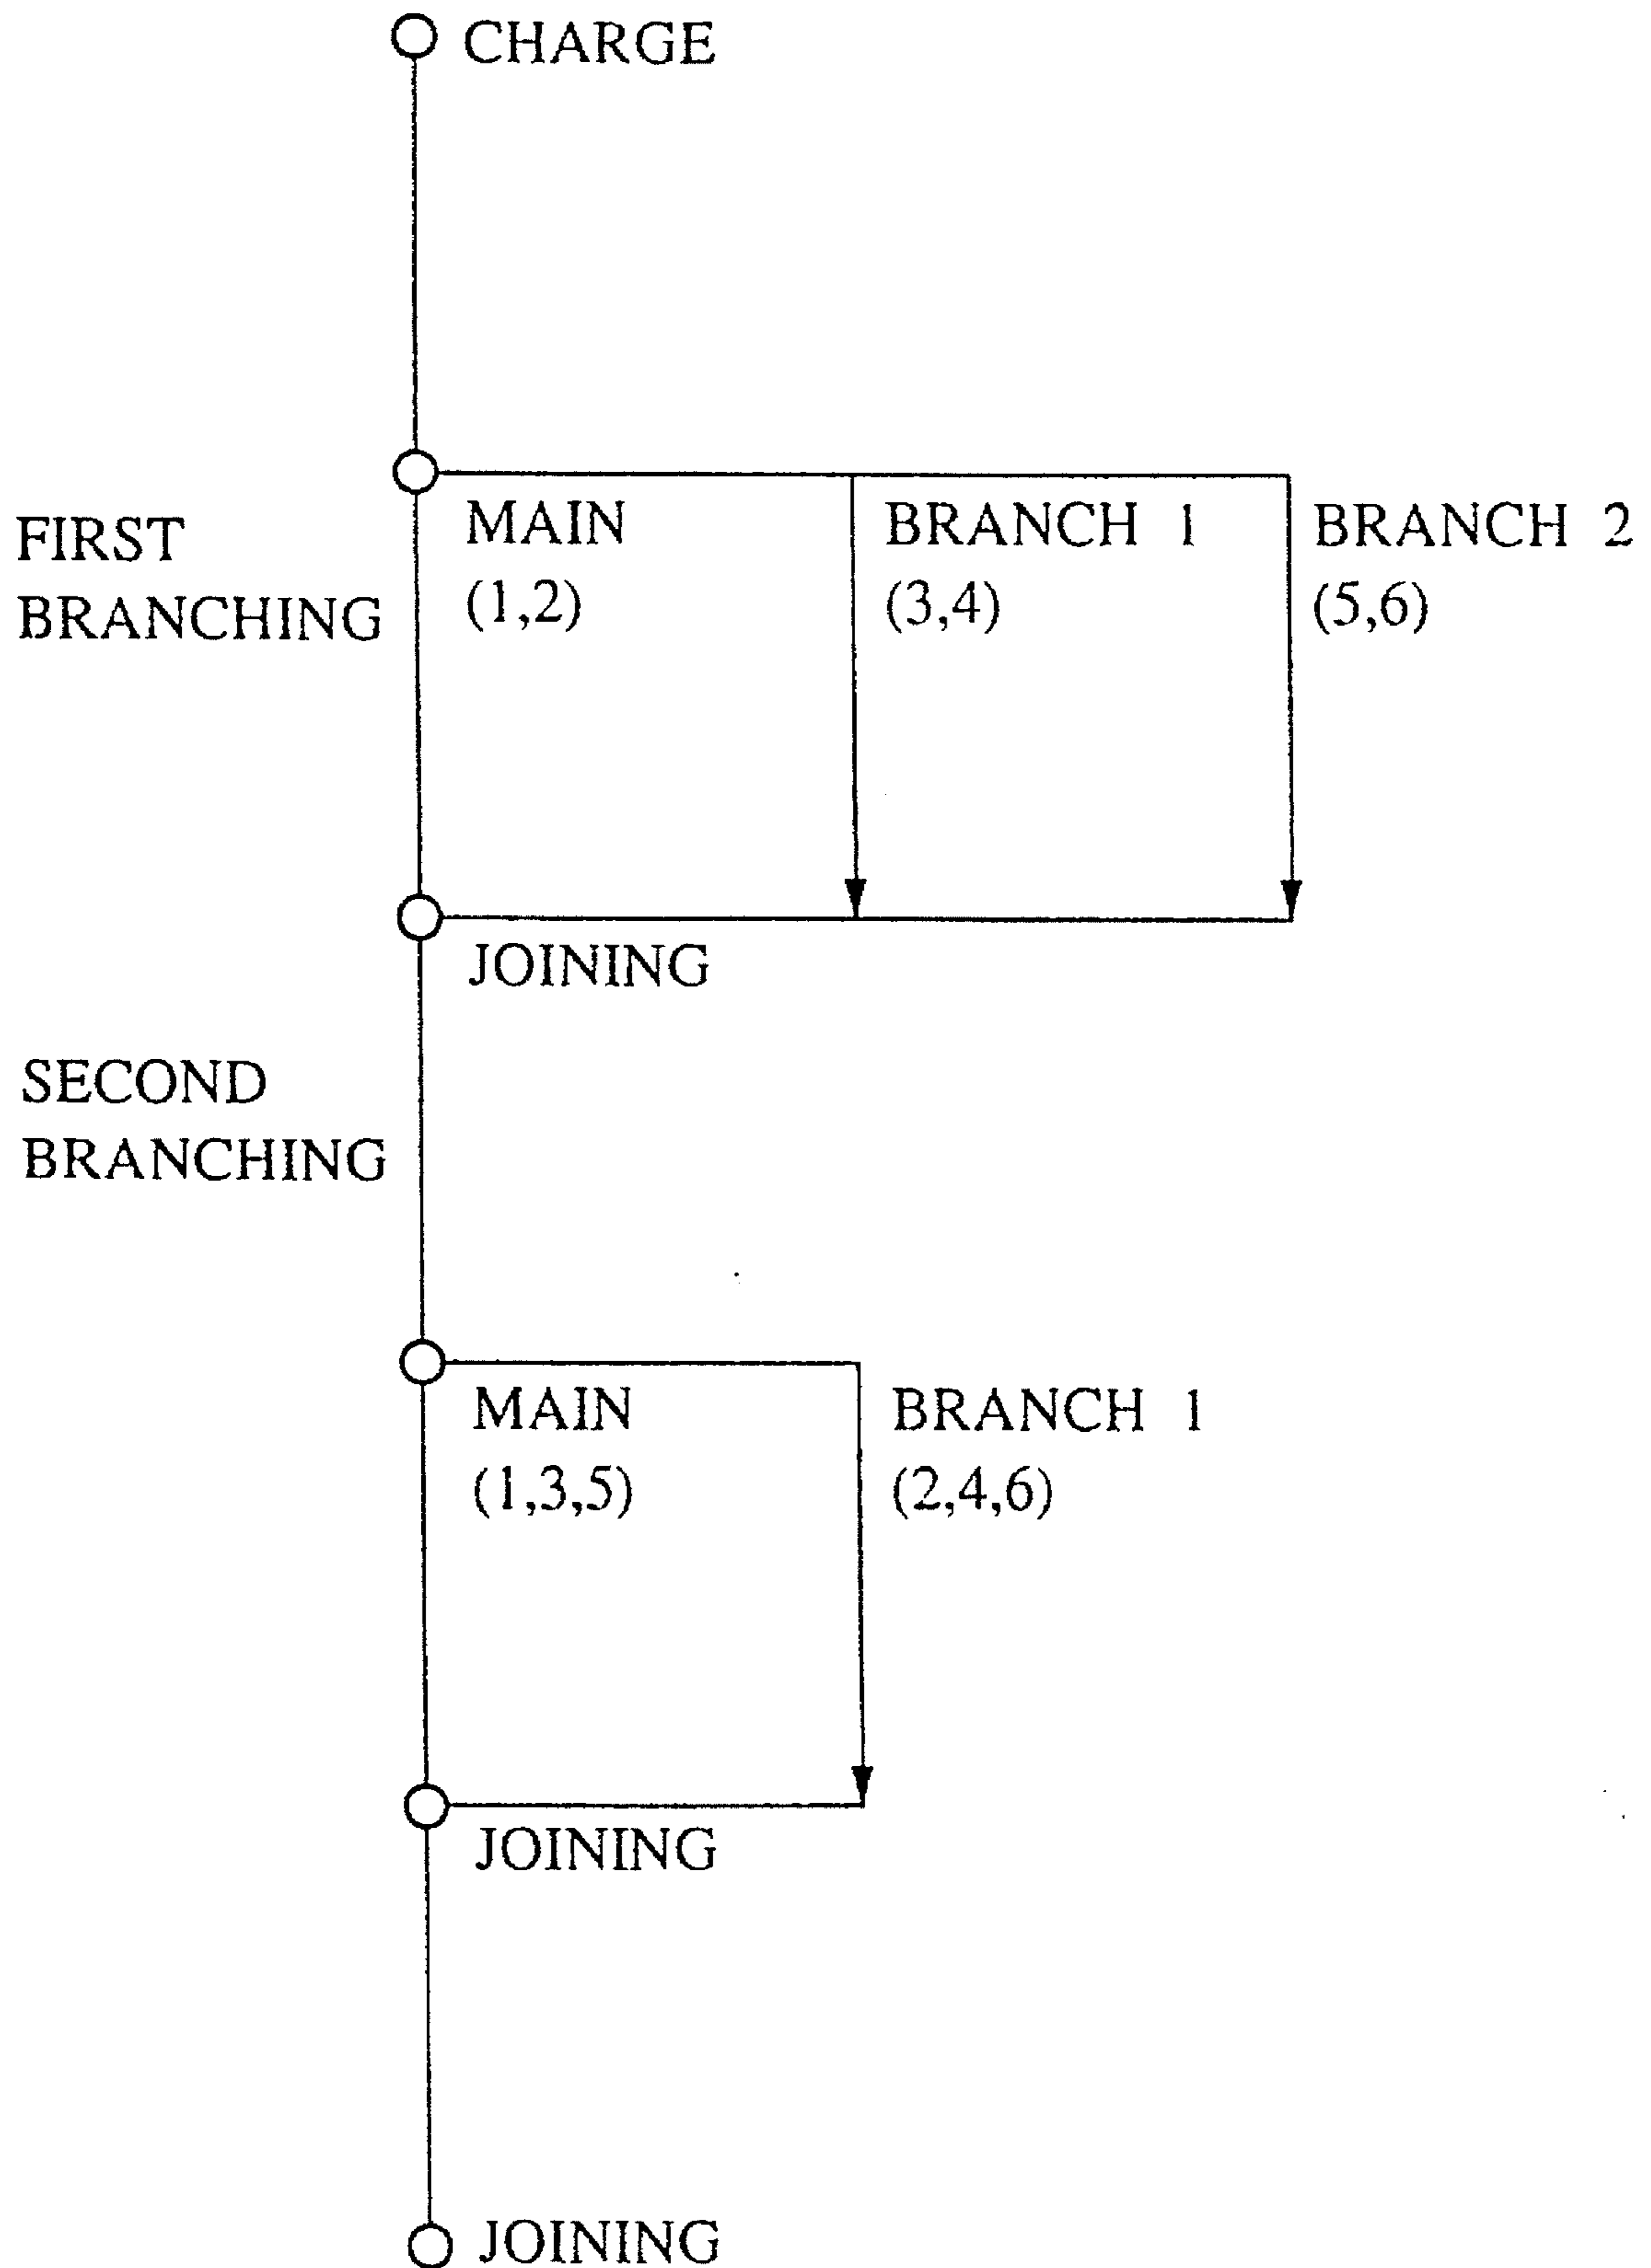 CHARGE
FIRST
BRANCHING
MAIN
(1,2)
BRANCH 1
(3,4)
BRANCH 2
(5,6)
JOINING
SECOND
BRANCHING
MAIN
(1,3,5)
BRANCH 1
(2,4,6)
JOINING
JOINING